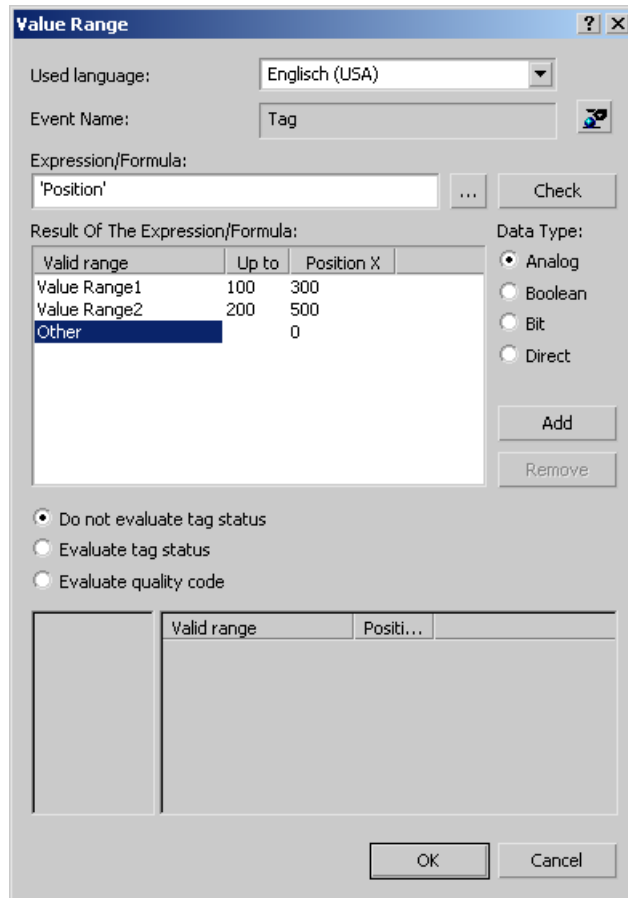 Value Range
Used language: Englisch (USA)
Event Name: Tag
Expression/Formula:
'Position' ... Check
Result Of The Expression/Formula: Data Type:
Valid range Up to Position X
Value Range1 100 300
Value Range2 200 500
Other 0
Analog
Boolean
Bit
Direct
Add
Remove
Do not evaluate tag status
Evaluate tag status
Evaluate quality code
Valid range Positi...
OK Cancel